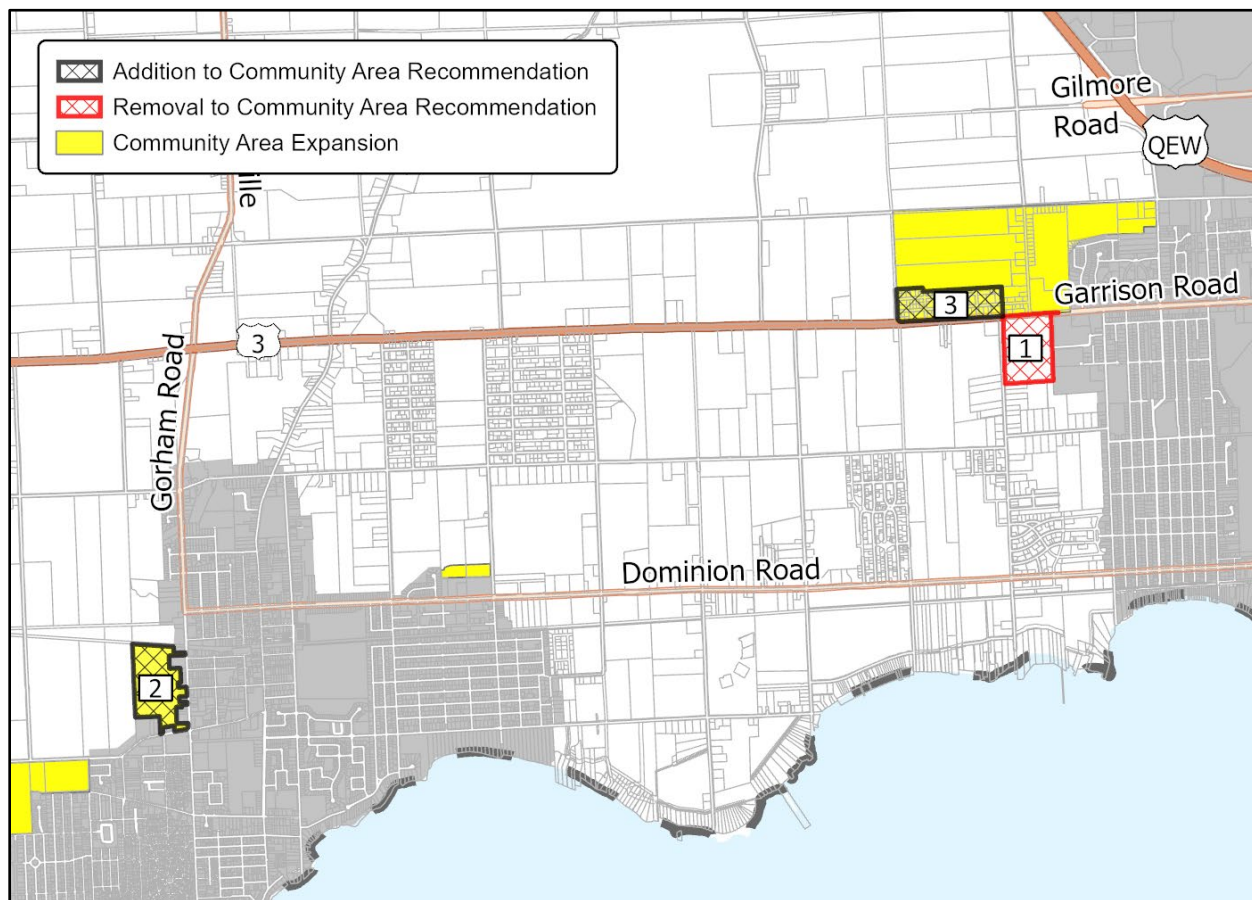 Addition to Community Area Recommendation
Removal to Community Area Recommendation
Community Area Expansion
Gilmore
Road
QEW
ille
Garrison Road
3
3
1
Gorham Road
Dominion Road
2